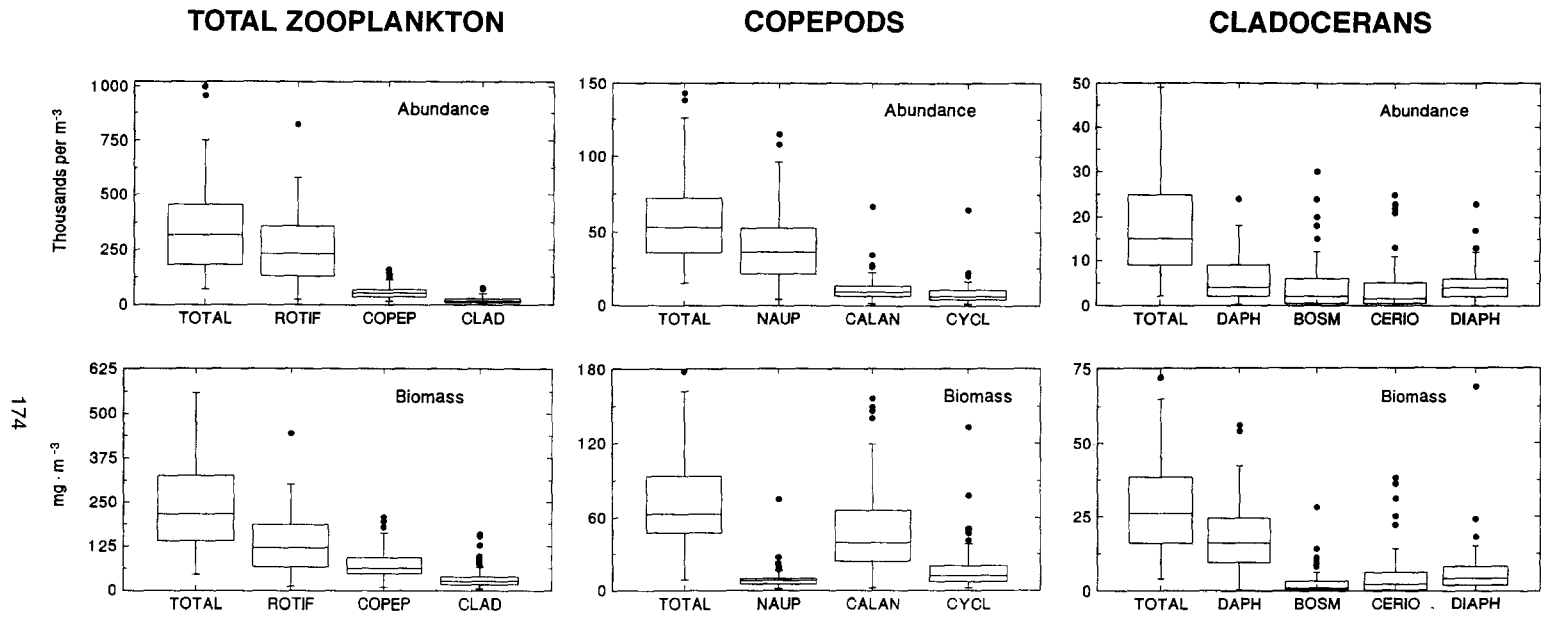 TOTAL ZOOPLANKTON
COPEPODS
CLADOCERANS
Thousands per m-3
1000
750
500
250
0
Abundance
TOTAL ROTIF COPEP CLAD
150
100
50
0
Abundance
TOTAL NAUP CALAN CYCL
50
40
30
20
10
0
Abundance
TOTAL DAPH BOSM CERIO DIAPH
174
mg · m-3
625
500
375
250
125
0
Biomass
TOTAL ROTIF COPEP CLAD
180
120
60
0
Biomass
TOTAL NAUP CALAN CYCL
75
50
25
0
Biomass
TOTAL DAPH BOSM CERIO DIAPH